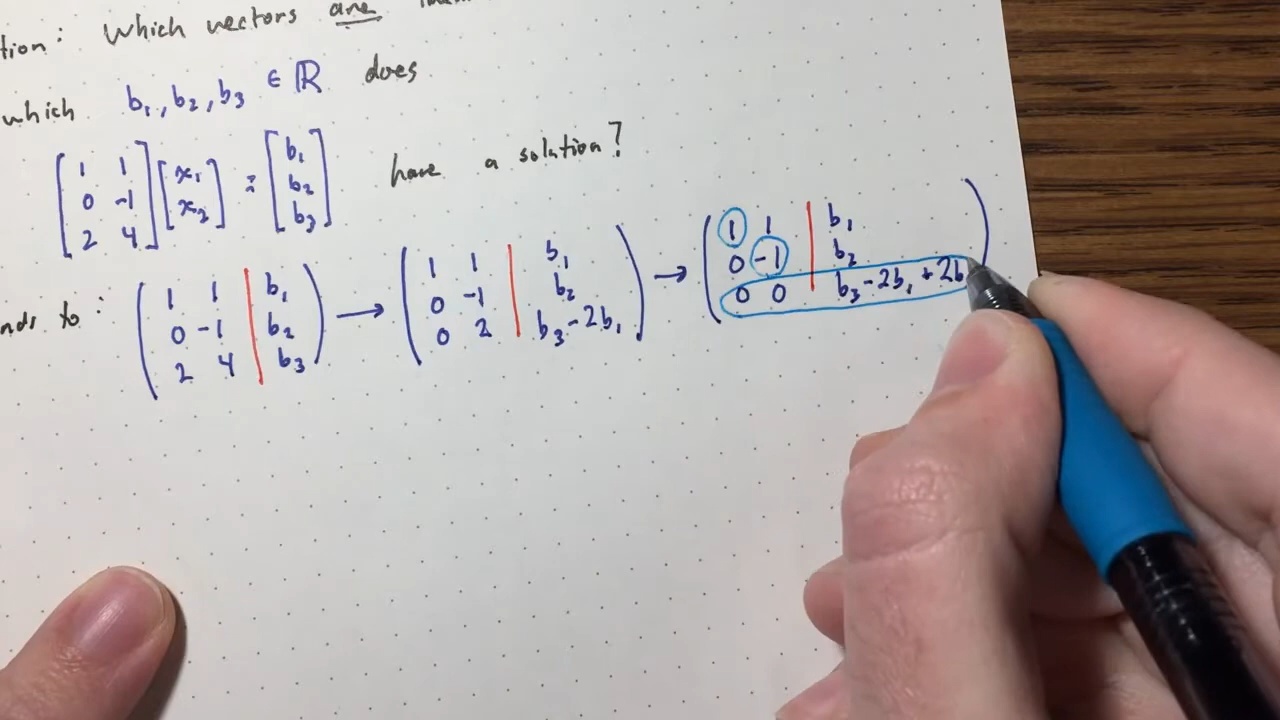 tion: Which vectors are
which b₁, b₂, b₃ ∈ ℝ does
[1 1; 0 -1; 2 4] [x₁; x₂] = [b₁; b₂; b₃] have a solution?
nds to: (1 1 | b₁; 0 -1 | b₂; 2 4 | b₃) → (1 1 | b₁; 0 -1 | b₂; 0 2 | b₃-2b₁) → (1 1 | b₁; 0 -1 | b₂; 0 0 | b₃-2b₁+2b)